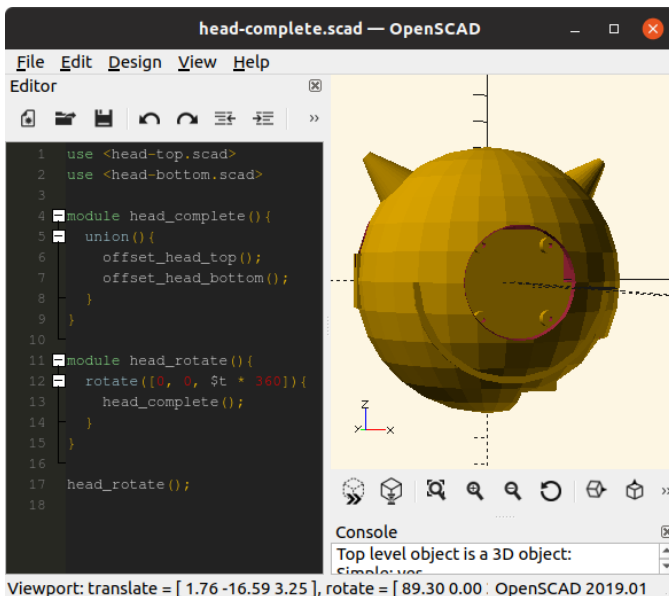 head-complete.scad — OpenSCAD
File Edit Design View Help
Editor
1 use <head-top.scad>
2 use <head-bottom.scad>
3
4 module head_complete(){
5 union(){
6 offset_head_top();
7 offset_head_bottom();
8 }
9 }
10
11 module head_rotate(){
12 rotate([0, 0, $t * 360]){
13 head_complete();
14 }
15 }
16
17 head_rotate();
18
Z
X
Console
Top level object is a 3D object:
Simple: yes
Viewport: translate = [ 1.76 -16.59 3.25 ], rotate = [ 89.30 0.00 : OpenSCAD 2019.01